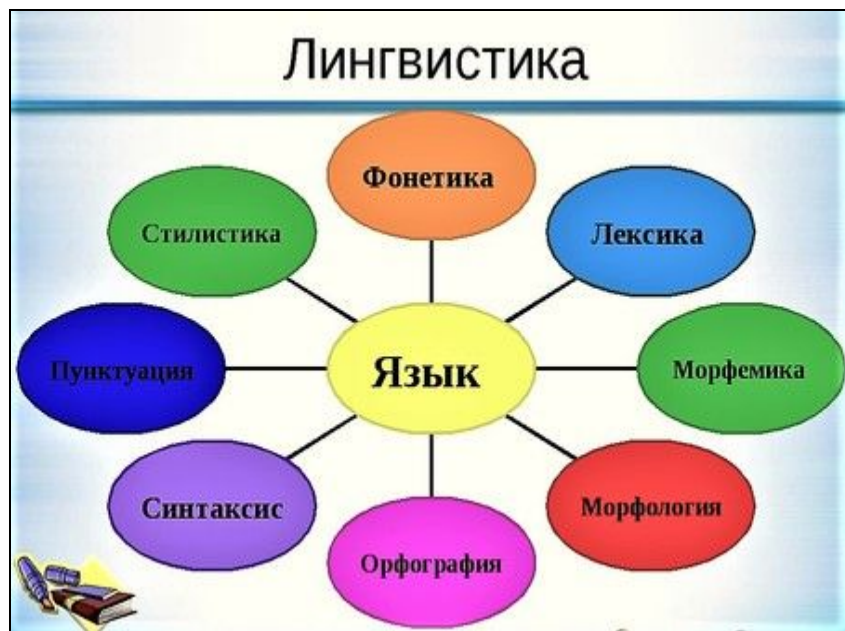 Лингвистика
Фонетика
Стилистика
Лексика
Пунктуация
Язык
Морфемика
Синтаксис
Морфология
Орфография